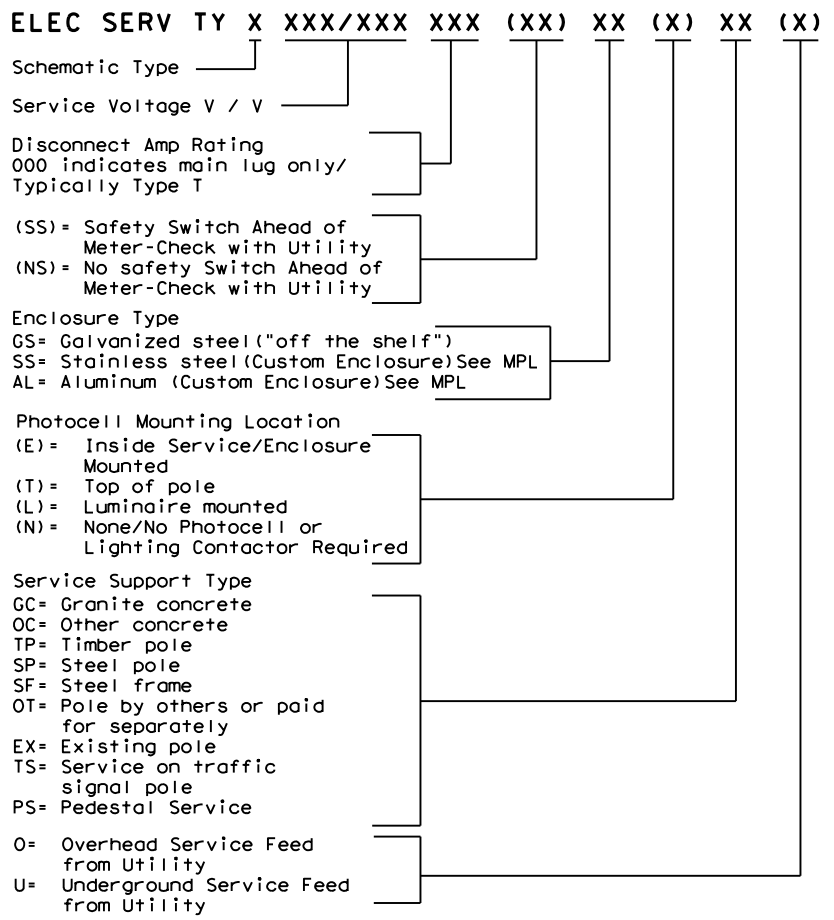 ELEC SERV TY X XXX/XXX XXX (XX) XX (X) XX (X)
Schematic Type
Service Voltage V / V
Disconnect Amp Rating
000 indicates main lug only/
Typically Type T
(SS)= Safety Switch Ahead of
Meter-Check with Utility
(NS)= No safety Switch Ahead of
Meter-Check with Utility
Enclosure Type
GS= Galvanized steel("off the shelf")
SS= Stainless steel(Custom Enclosure)See MPL
AL= Aluminum (Custom Enclosure)See MPL
Photocell Mounting Location
(E)= Inside Service/Enclosure
Mounted
(T)= Top of pole
(L)= Luminaire mounted
(N)= None/No Photocell or
Lighting Contactor Required
Service Support Type
GC= Granite concrete
OC= Other concrete
TP= Timber pole
SP= Steel pole
SF= Steel frame
OT= Pole by others or paid
for separately
EX= Existing pole
TS= Service on traffic
signal pole
PS= Pedestal Service
O= Overhead Service Feed
from Utility
U= Underground Service Feed
from Utility